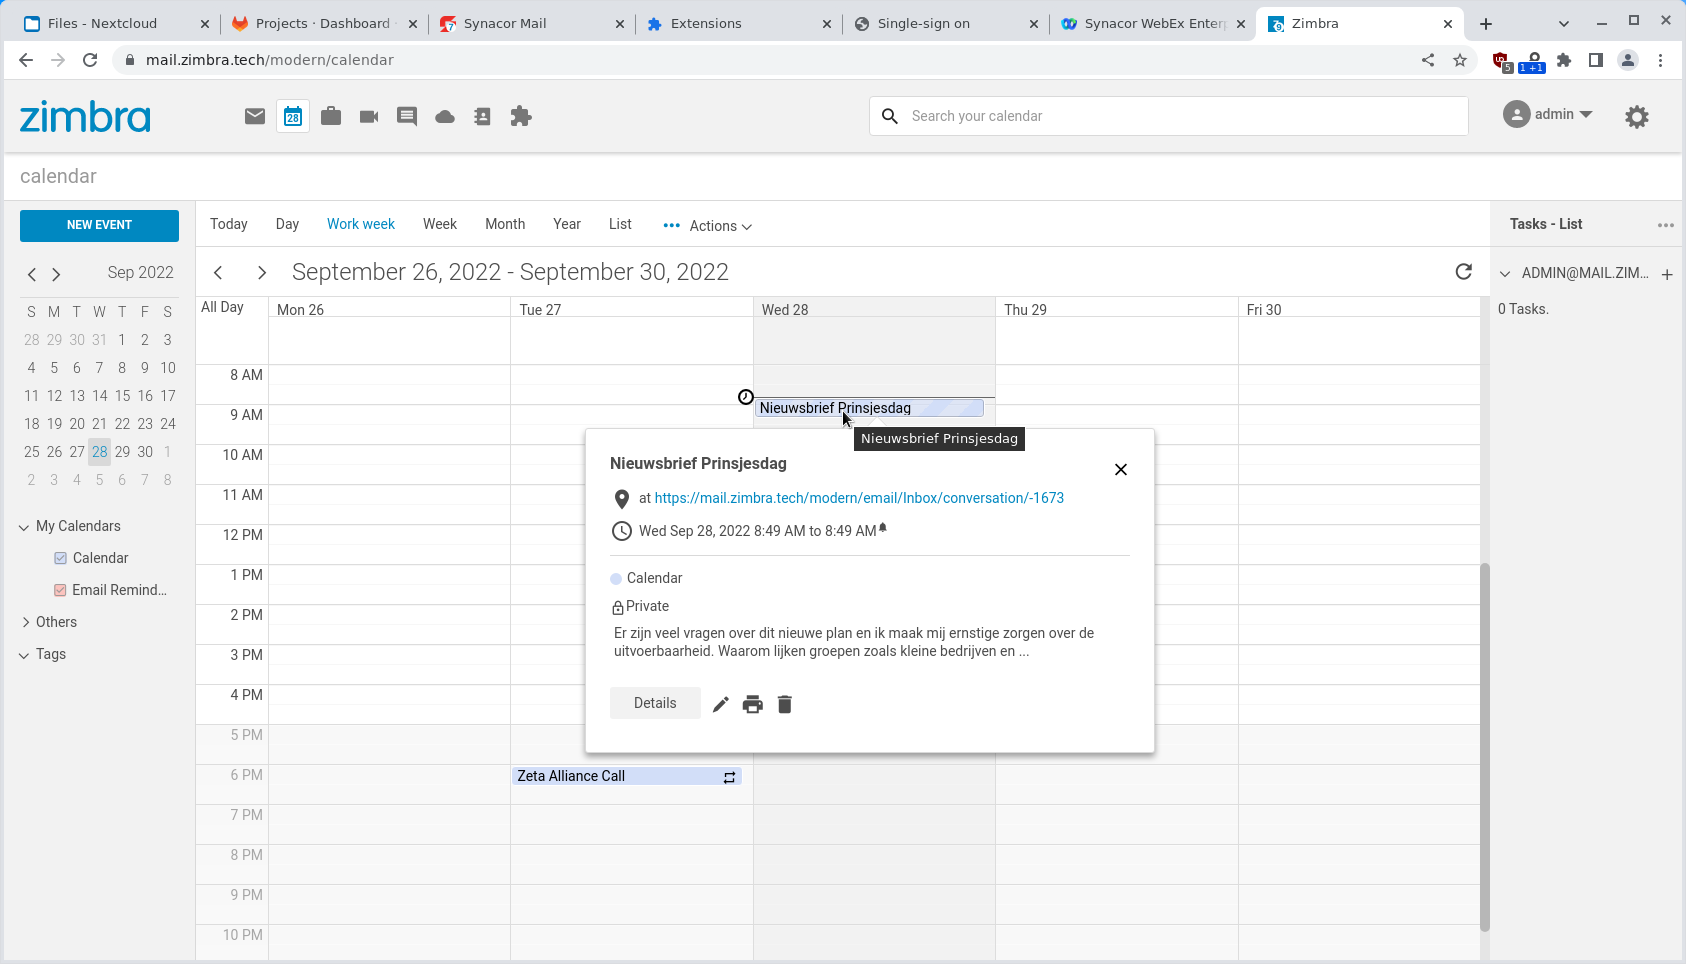 Files - Nextcloud
Projects · Dashboard
Synacor Mail
Extensions
Single-sign on
Synacor WebEx Enterp
Zimbra
mail.zimbra.tech/modern/calendar
5
1 +1
zimbra
28
Search your calendar
admin
calendar
NEW EVENT
Today Day Work week Week Month Year List ••• Actions
Tasks - List
Sep 2022
September 26, 2022 - September 30, 2022
ADMIN@MAIL.ZIM...
0 Tasks.
S M T W T F S
28 29 30 31 1 2 3
4 5 6 7 8 9 10
11 12 13 14 15 16 17
18 19 20 21 22 23 24
25 26 27 28 29 30 1
2 3 4 5 6 7 8
My Calendars
Calendar
Email Remind...
Others
Tags
All Day Mon 26 Tue 27 Wed 28 Thu 29 Fri 30
8 AM
9 AM
10 AM
11 AM
12 PM
1 PM
2 PM
3 PM
4 PM
5 PM
6 PM
7 PM
8 PM
9 PM
10 PM
Nieuwsbrief Prinsjesdag
Nieuwsbrief Prinsjesdag
Nieuwsbrief Prinsjesdag
at https://mail.zimbra.tech/modern/email/Inbox/conversation/-1673
Wed Sep 28, 2022 8:49 AM to 8:49 AM
Calendar
Private
Er zijn veel vragen over dit nieuwe plan en ik maak mij ernstige zorgen over de
uitvoerbaarheid. Waarom lijken groepen zoals kleine bedrijven en ...
Details
Zeta Alliance Call